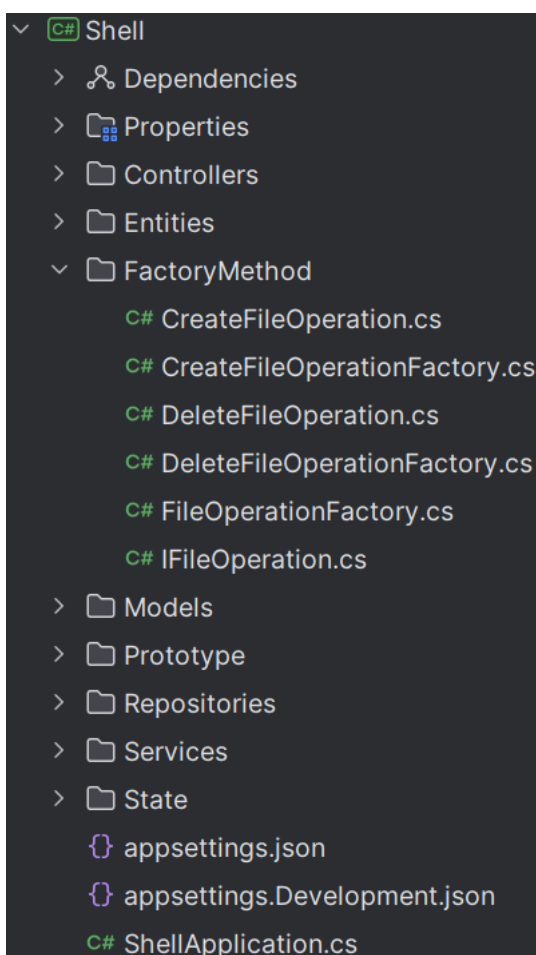 C# Shell
Dependencies
Properties
Controllers
Entities
FactoryMethod
C# CreateFileOperation.cs
C# CreateFileOperationFactory.cs
C# DeleteFileOperation.cs
C# DeleteFileOperationFactory.cs
C# FileOperationFactory.cs
C# IFileOperation.cs
Models
Prototype
Repositories
Services
State
{} appsettings.json
{} appsettings.Development.json
C# ShellApplication.cs